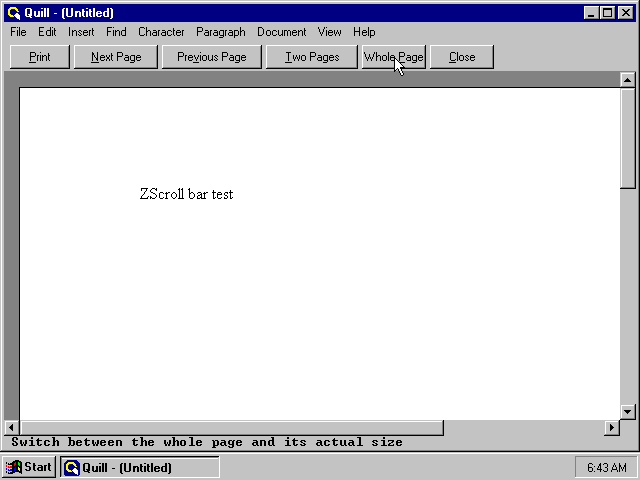 Quill - (Untitled)
File Edit Insert Find Character Paragraph Document View Help
Print Next Page Previous Page Two Pages Whole Page Close
ZScroll bar test
Switch between the whole page and its actual size
Start Quill - (Untitled) 6:43 AM